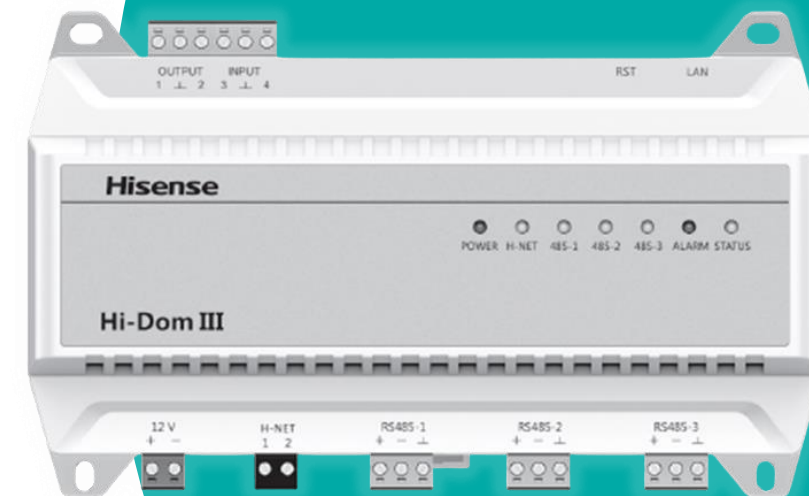 OUTPUT INPUT
1 ⊥ 2 3 ⊥ 4
RST LAN
Hisense
POWER H-NET 485-1 485-2 485-3 ALARM STATUS
Hi-Dom III
12 V H-NET RS485-1 RS485-2 RS485-3
+ − 1 2 + − ⊥ + − ⊥ + − ⊥